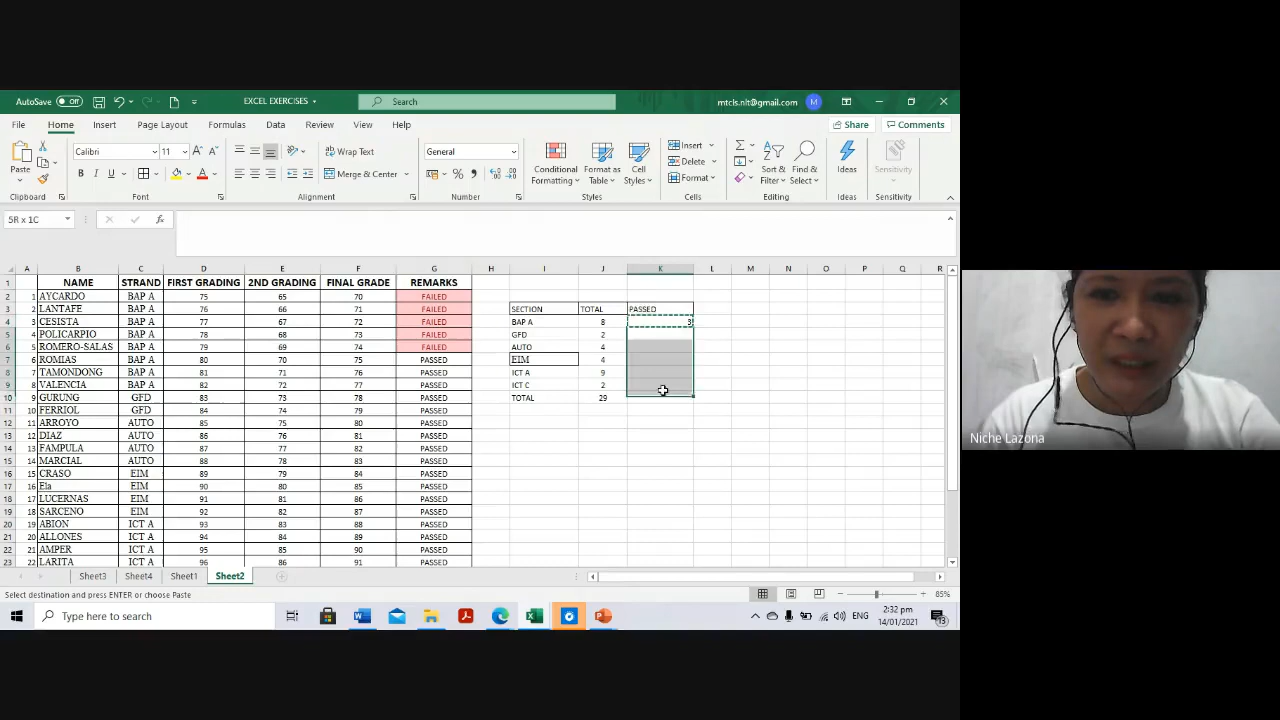 AutoSave Off EXCEL EXERCISES Search mtcls.nlt@gmail.com M
File Home Insert Page Layout Formulas Data Review View Help Share Comments
Paste Calibri 11 Wrap Text General Conditional Formatting Format as Table Cell Styles Insert Sort & Filter Find & Select Ideas Sensitivity
B I U Merge & Center Delete
Format
Clipboard Font Alignment Number Styles Cells Editing Ideas Sensitivity
5R x 1C fx
A B C D E F G H I J K L M N O P Q R
1 NAME STRAND FIRST GRADING 2ND GRADING FINAL GRADE REMARKS
2 1 AYCARDO BAP A 75 65 70 FAILED
3 2 LANTAFE BAP A 76 66 71 FAILED SECTION TOTAL PASSED
4 3 CESISTA BAP A 77 67 72 FAILED BAP A 8 3
5 4 POLICARPIO BAP A 78 68 73 FAILED GFD 2
6 5 ROMERO-SALAS BAP A 79 69 74 FAILED AUTO 4
7 6 ROMIAS BAP A 80 70 75 PASSED EIM 4
8 7 TAMONDONG BAP A 81 71 76 PASSED ICT A 9
9 8 VALENCIA BAP A 82 72 77 PASSED ICT C 2
10 9 GURUNG GFD 83 73 78 PASSED TOTAL 29
11 10 FERRIOL GFD 84 74 79 PASSED
12 11 ARROYO AUTO 85 75 80 PASSED
13 12 DIAZ AUTO 86 76 81 PASSED
14 13 FAMPULA AUTO 87 77 82 PASSED
15 14 MARCIAL AUTO 88 78 83 PASSED
16 15 CRASO EIM 89 79 84 PASSED
17 16 Ela EIM 90 80 85 PASSED
18 17 LUCERNAS EIM 91 81 86 PASSED
19 18 SARCENO EIM 92 82 87 PASSED
20 19 ABION ICT A 93 83 88 PASSED
21 20 ALLONES ICT A 94 84 89 PASSED
22 21 AMPER ICT A 95 85 90 PASSED
23 22 LARITA ICT A 96 86 91 PASSED
Sheet3 Sheet4 Sheet1 Sheet2
Select destination and press ENTER or choose Paste 85%
Type here to search ENG 2:32 pm
14/01/2021
Niche Lazona